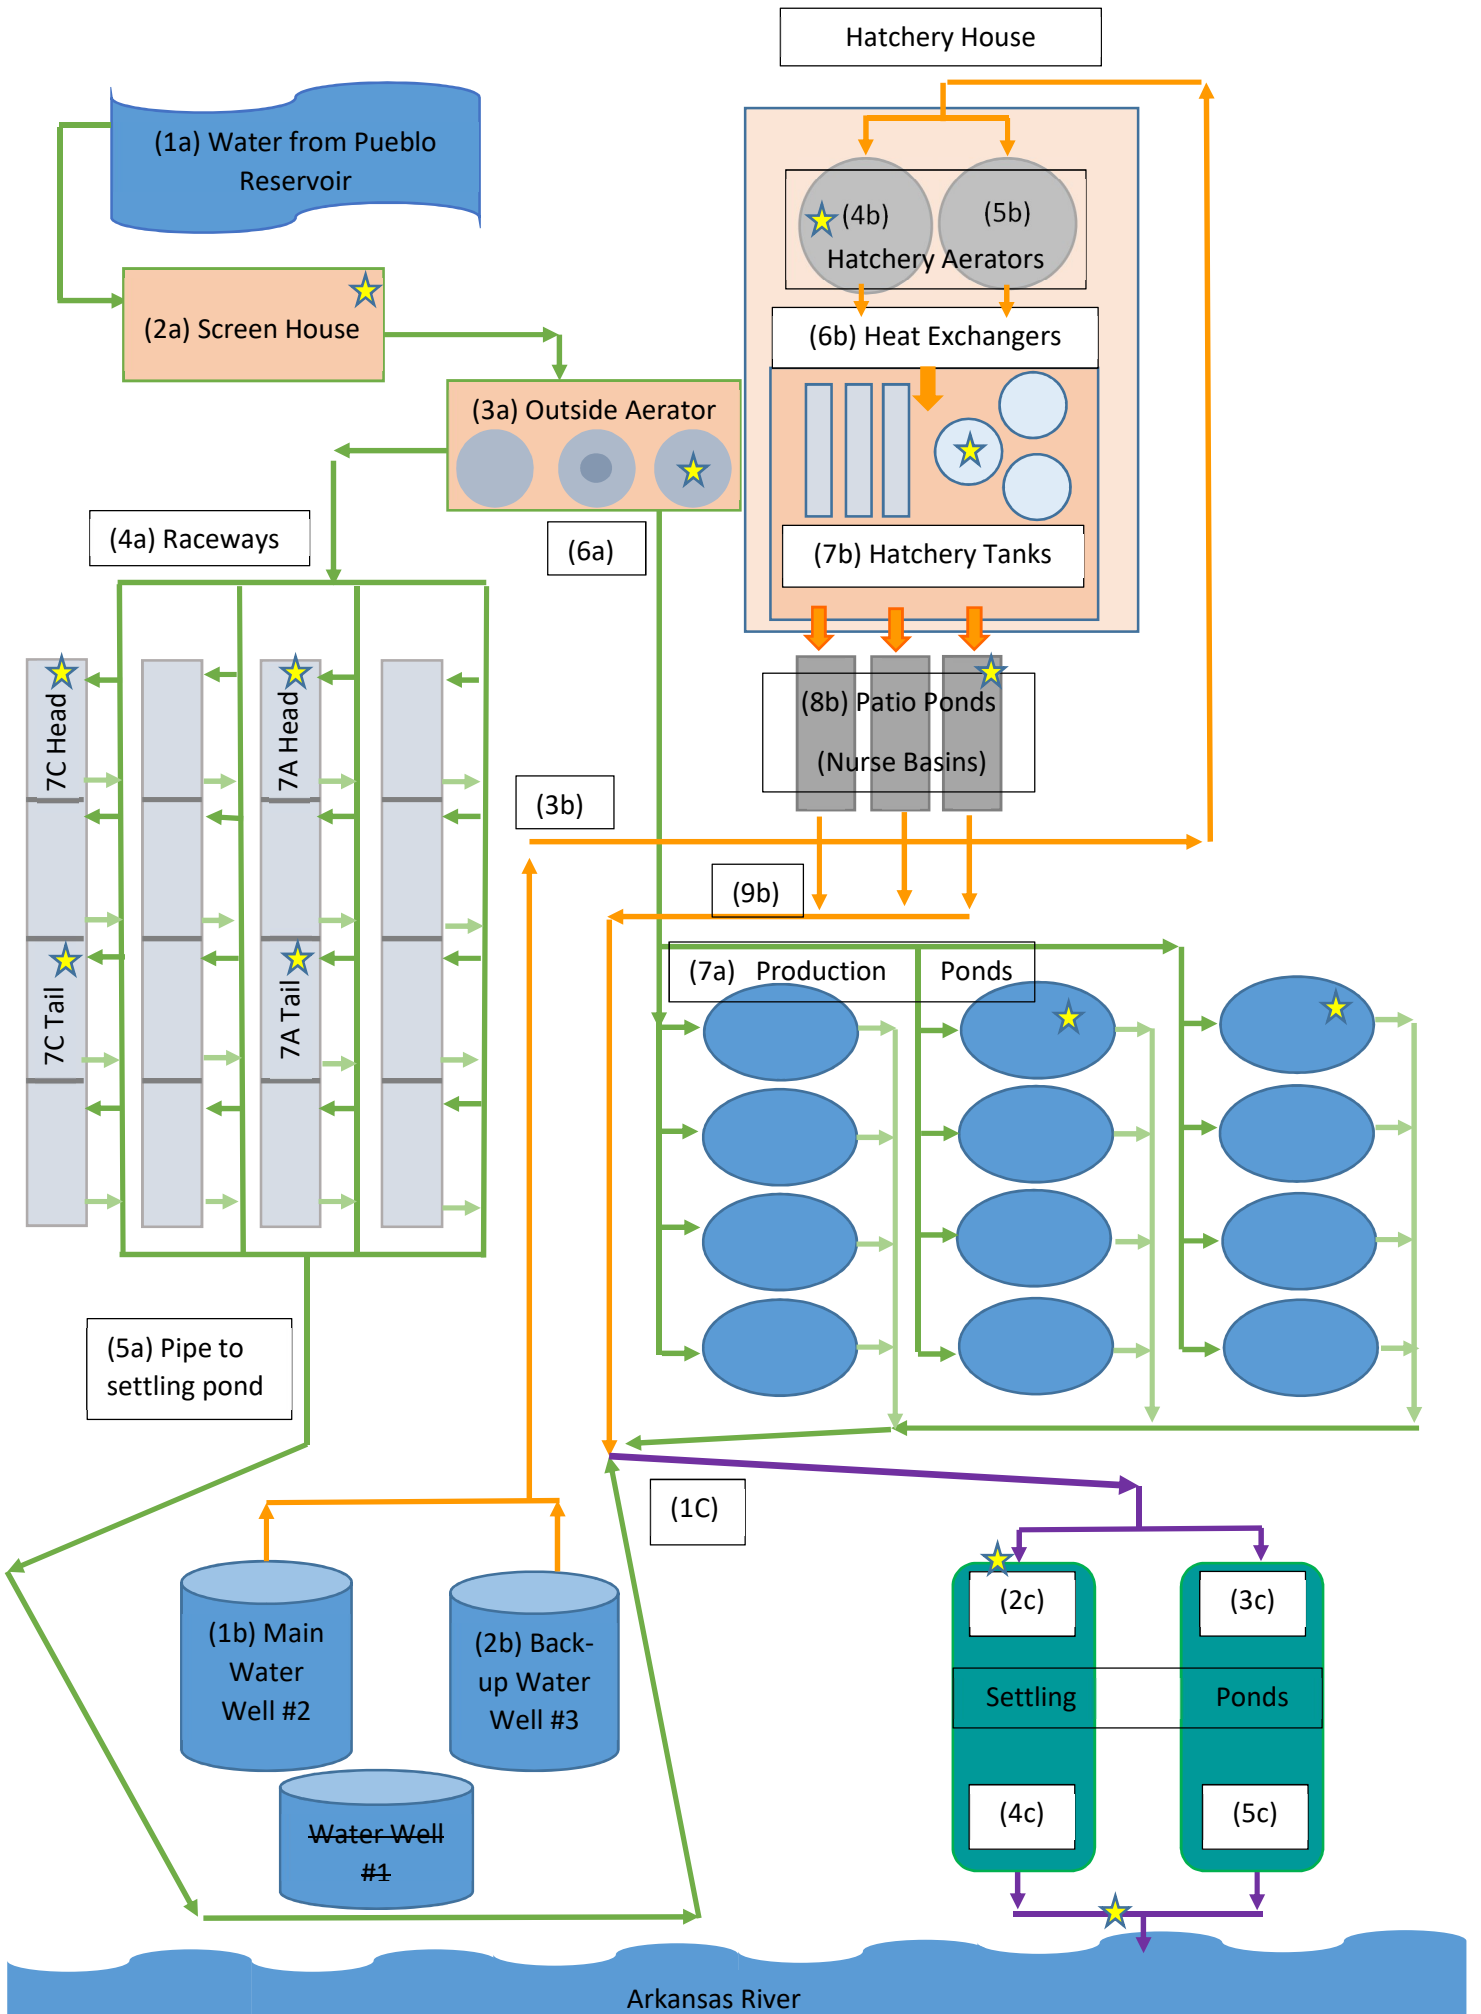 Hatchery House
(1a) Water from Pueblo
Reservoir
(4b)
(5b)
Hatchery Aerators
(2a) Screen House
(6b) Heat Exchangers
(3a) Outside Aerator
(4a) Raceways
(6a)
(7b) Hatchery Tanks
7C Head
7A Head
(8b) Patio Ponds
(Nurse Basins)
(3b)
(9b)
7C Tail
7A Tail
(7a) Production Ponds
(5a) Pipe to
settling pond
(1C)
(2c)
(3c)
(1b) Main
Water
Well #2
(2b) Back-
up Water
Well #3
Settling Ponds
(4c)
(5c)
Water Well
#1
Arkansas River